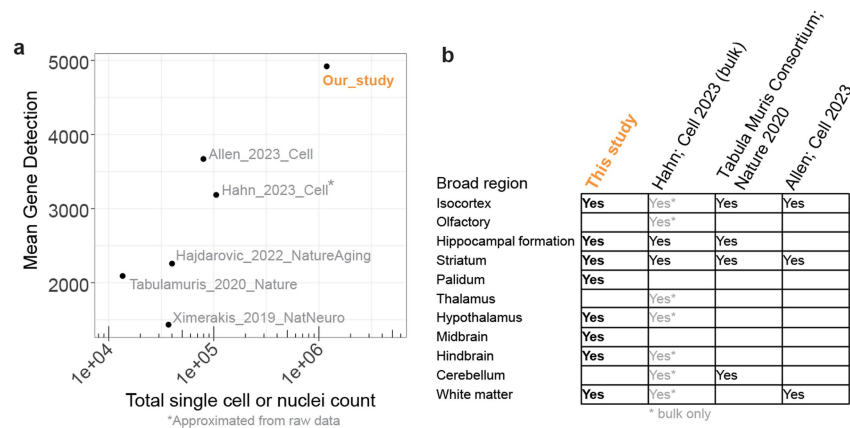 a
5000
4000
3000
2000
Mean Gene Detection
Our_study
Allen_2023_Cell
Hahn_2023_Cell*
Hajdarovic_2022_NatureAging
Tabulamuris_2020_Nature
Ximerakis_2019_NatNeuro
1e+04
1e+05
1e+06
Total single cell or nuclei count
*Approximated from raw data
b
Broad region
This study
Hahn; Cell 2023 (bulk)
Tabula Muris Consortium;
Nature 2020
Allen; Cell 2023
Isocortex Yes Yes* Yes Yes
Olfactory Yes*
Hippocampal formation Yes Yes Yes
Striatum Yes Yes Yes Yes
Palidum Yes
Thalamus Yes*
Hypothalamus Yes Yes*
Midbrain Yes
Hindbrain Yes Yes*
Cerebellum Yes* Yes
White matter Yes Yes* Yes
* bulk only